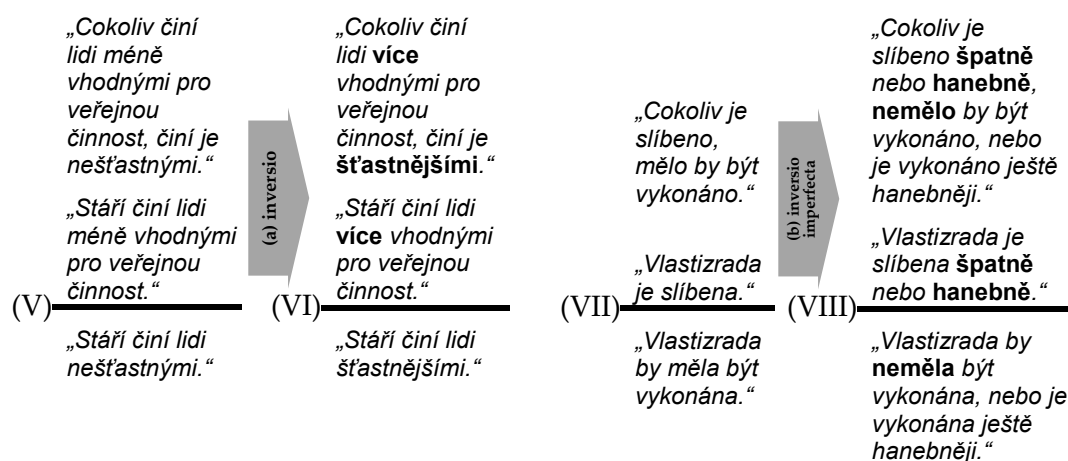 „Cokoliv činí
lidi méně
vhodnými pro
veřejnou
činnost, činí je
nešťastnými.“
„Stáří činí lidi
méně vhodnými
pro veřejnou
činnost.“
(V)
„Stáří činí lidi
nešťastnými.“
(a) inversio
„Cokoliv činí
lidi více
vhodnými pro
veřejnou
činnost, činí je
šťastnějšími.“
„Stáří činí lidi
více vhodnými
pro veřejnou
činnost.“
(VI)
„Stáří činí lidi
šťastnějšími.“
„Cokoliv je
slíbeno,
mělo by být
vykonáno.“
„Vlastizrada
je slíbena.“
(VII)
„Vlastizrada
by měla být
vykonána.“
(b) inversio
imperfecta
„Cokoliv je
slíbeno špatně
nebo hanebně,
nemělo by být
vykonáno, nebo
je vykonáno ještě
hanebněji.“
„Vlastizrada je
slíbena špatně
nebo hanebně.“
(VIII)
„Vlastizrada by
neměla být
vykonána, nebo je
vykonána ještě
hanebněji.“